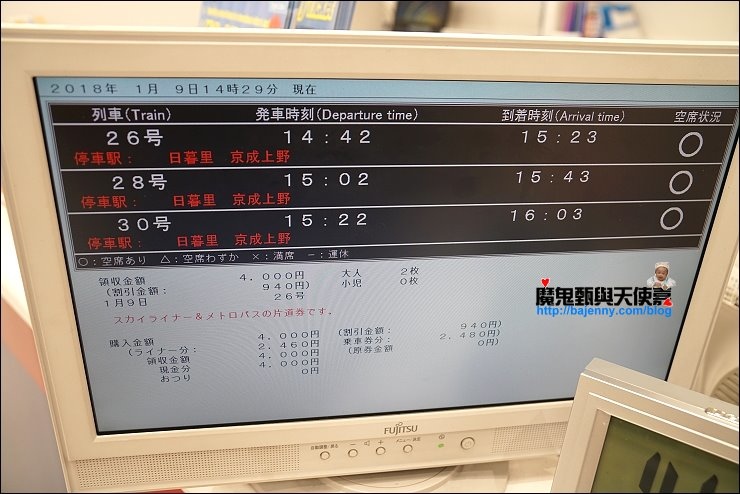 2018年 1月 9日14時29分 現在
列車(Train) 発車時刻(Departure time) 到着時刻(Arrival time) 空席状況
26号 14:42 15:23 ○
停車駅： 日暮里 京成上野
28号 15:02 15:43 ○
停車駅： 日暮里 京成上野
30号 15:22 16:03 ○
停車駅： 日暮里 京成上野
○：空席あり △：空席わずか ×：満席 －：運休
領収金額 4,000円 大人 2枚
(割引金額： 940円) 小児 0枚
1月9日 26号
スカイライナー＆メトロパスの片道券です。
購入金額 4,000円 (割引金額： 940円)
(ライナー分： 2,460円 乗車券分： 2,480円)
領収金額 4,000円 (原券金額 0円)
現金分 4,000円
おつり 0円
魔鬼甄與天使嘉
http://bajenny.com/blog
FUJITSU